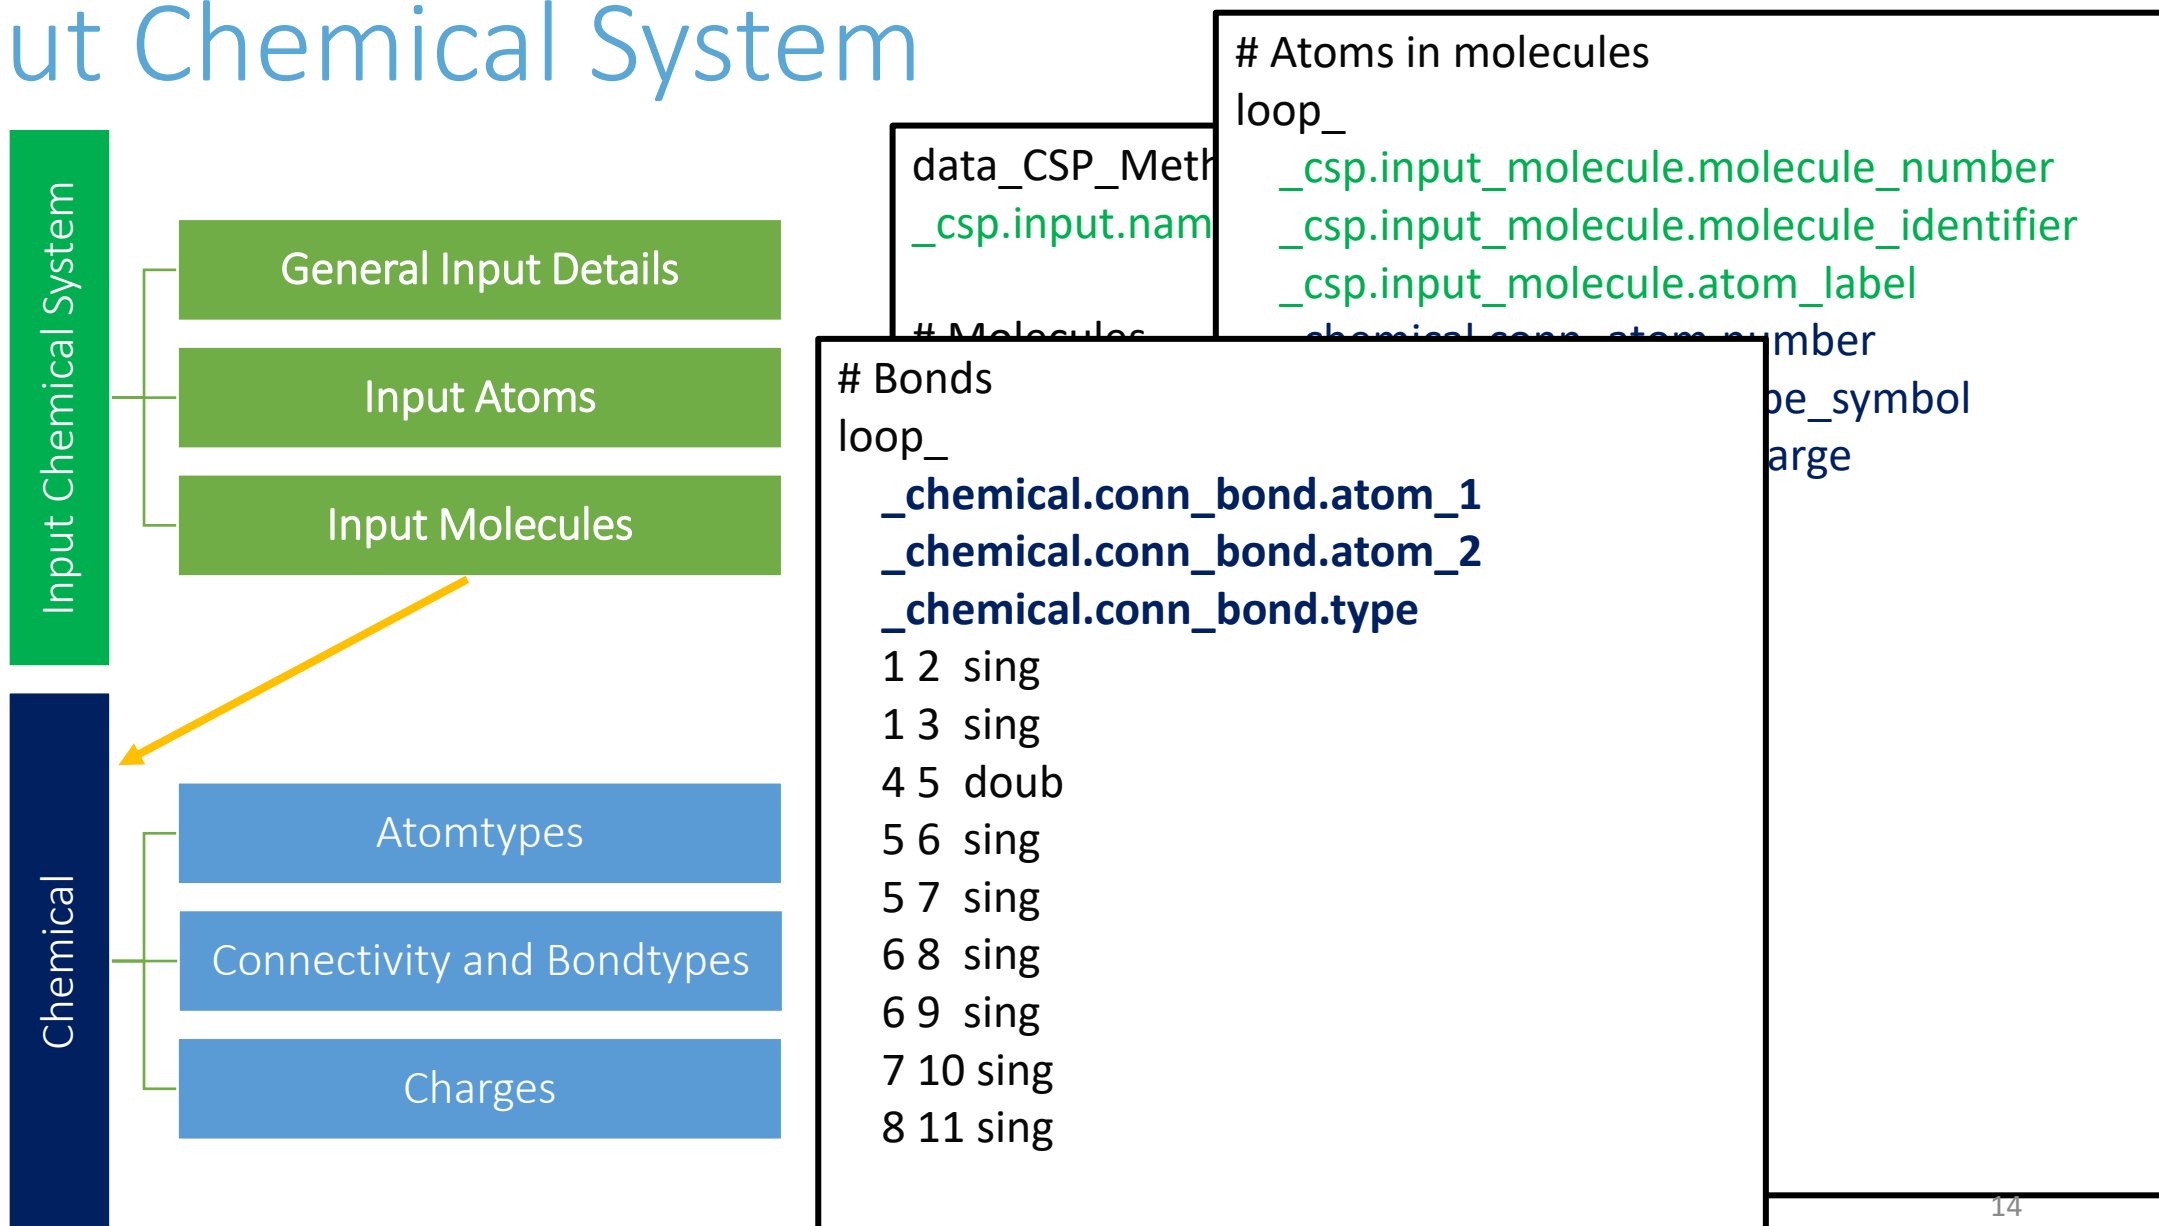 ut Chemical System
Input Chemical System
General Input Details
Input Atoms
Input Molecules
Chemical
Atomtypes
Connectivity and Bondtypes
Charges
data_CSP_Meth
_csp.input.nam
# Molecules
# Atoms in molecules
loop_
_csp.input_molecule.molecule_number
_csp.input_molecule.molecule_identifier
_csp.input_molecule.atom_label
_chemical.conn_atom.number
pe_symbol
arge
# Bonds
loop_
_chemical.conn_bond.atom_1
_chemical.conn_bond.atom_2
_chemical.conn_bond.type
1 2 sing
1 3 sing
4 5 doub
5 6 sing
5 7 sing
6 8 sing
6 9 sing
7 10 sing
8 11 sing
14